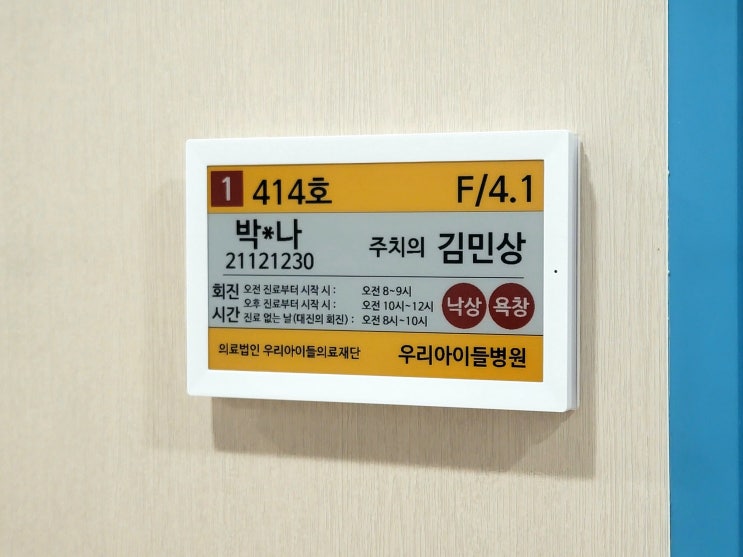 1 414호 F/4.1
박*나
21121230
주치의 김민상
회진 시간
오전 진료부터 시작 시 : 오전 8~9시
오후 진료부터 시작 시 : 오전 10시~12시
진료 없는 날(대진의 회진) : 오전 8시~10시
낙상 욕창
의료법인 우리아이들의료재단 우리아이들병원